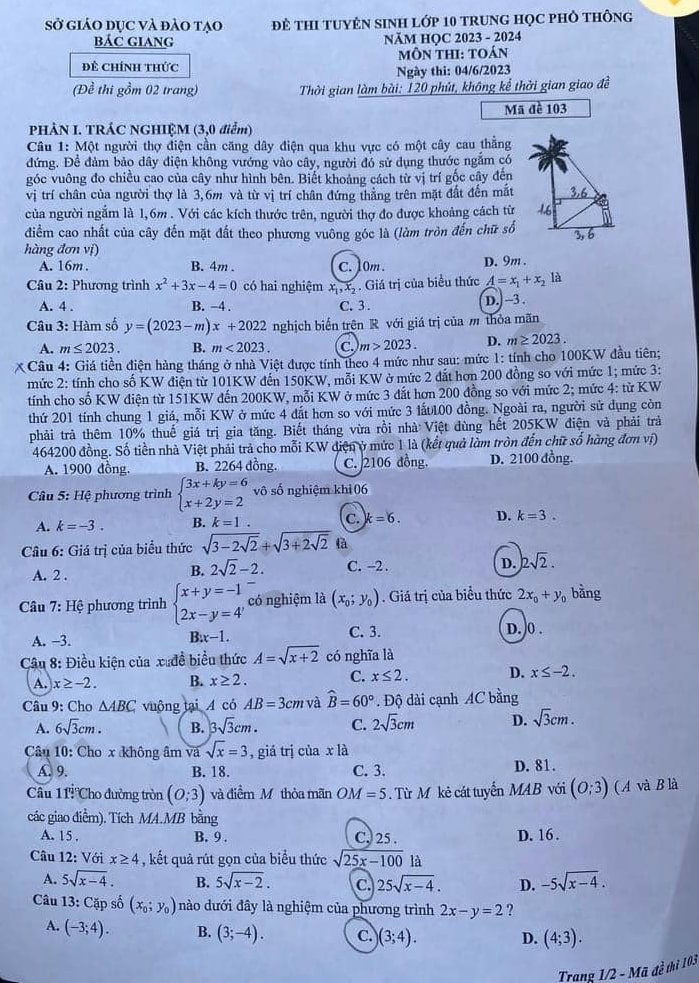 SỞ GIÁO DỤC VÀ ĐÀO TẠO
BẮC GIANG
ĐỀ CHÍNH THỨC
(Đề thi gồm 02 trang)
ĐỀ THI TUYỂN SINH LỚP 10 TRUNG HỌC PHỔ THÔNG
NĂM HỌC 2023 - 2024
MÔN THI: TOÁN
Ngày thi: 04/6/2023
Thời gian làm bài: 120 phút, không kể thời gian giao đề
Mã đề 103
PHẦN I. TRẮC NGHIỆM (3,0 điểm)
Câu 1: Một người thợ điện cần căng dây điện qua khu vực có một cây cau thẳng
đứng. Để đảm bảo dây điện không vướng vào cây, người đó sử dụng thước ngắm có
góc vuông đo chiều cao của cây như hình bên. Biết khoảng cách từ vị trí gốc cây đến
vị trí chân của người thợ là 3,6m và từ vị trí chân đứng thẳng trên mặt đất đến mắt
của người ngắm là 1,6m. Với các kích thước trên, người thợ đo được khoảng cách từ
điểm cao nhất của cây đến mặt đất theo phương vuông góc là (làm tròn đến chữ số
hàng đơn vị)
3,6
1,6
3,6
A. 16m. B. 4m. C. 10m. D. 9m.
Câu 2: Phương trình x² + 3x − 4 = 0 có hai nghiệm x₁, x₂. Giá trị của biểu thức A = x₁ + x₂ là
A. 4. B. −4. C. 3. D. −3.
Câu 3: Hàm số y = (2023 − m)x + 2022 nghịch biến trên ℝ với giá trị của m thỏa mãn
A. m ≤ 2023. B. m < 2023. C. m > 2023. D. m ≥ 2023.
Câu 4: Giá tiền điện hàng tháng ở nhà Việt được tính theo 4 mức như sau: mức 1: tính cho 100KW đầu tiên;
mức 2: tính cho số KW điện từ 101KW đến 150KW, mỗi KW ở mức 2 đắt hơn 200 đồng so với mức 1; mức 3:
tính cho số KW điện từ 151KW đến 200KW, mỗi KW ở mức 3 đắt hơn 200 đồng so với mức 2; mức 4: từ KW
thứ 201 tính chung 1 giá, mỗi KW ở mức 4 đắt hơn so với mức 3 là 100 đồng. Ngoài ra, người sử dụng còn
phải trả thêm 10% thuế giá trị gia tăng. Biết tháng vừa rồi nhà Việt dùng hết 205KW điện và phải trả
464200 đồng. Số tiền nhà Việt phải trả cho mỗi KW điện ở mức 1 là (kết quả làm tròn đến chữ số hàng đơn vị)
A. 1900 đồng. B. 2264 đồng. C. 2106 đồng. D. 2100 đồng.
Câu 5: Hệ phương trình {3x + ky = 6
x + 2y = 2 vô số nghiệm khi 06
A. k = −3. B. k = 1. C. k = 6. D. k = 3.
Câu 6: Giá trị của biểu thức √(3 − 2√2) + √(3 + 2√2) là
A. 2. B. 2√2 − 2. C. −2. D. 2√2.
Câu 7: Hệ phương trình {x + y = −1
2x − y = 4, có nghiệm là (x₀; y₀). Giá trị của biểu thức 2x₀ + y₀ bằng
A. −3. B. −1. C. 3. D. 0.
Câu 8: Điều kiện của x để biểu thức A = √(x + 2) có nghĩa là
A. x ≥ −2. B. x ≥ 2. C. x ≤ 2. D. x ≤ −2.
Câu 9: Cho ΔABC vuông tại A có AB = 3cm và B̂ = 60°. Độ dài cạnh AC bằng
A. 6√3cm. B. 3√3cm. C. 2√3cm D. √3cm.
Câu 10: Cho x không âm và √x = 3, giá trị của x là
A. 9. B. 18. C. 3. D. 81.
Câu 11: Cho đường tròn (O;3) và điểm M thỏa mãn OM = 5. Từ M kẻ cát tuyến MAB với (O;3) (A và B là
các giao điểm). Tích MA.MB bằng
A. 15. B. 9. C. 25. D. 16.
Câu 12: Với x ≥ 4, kết quả rút gọn của biểu thức √(25x − 100) là
A. 5√(x − 4). B. 5√(x − 2). C. 25√(x − 4). D. −5√(x − 4).
Câu 13: Cặp số (x₀; y₀) nào dưới đây là nghiệm của phương trình 2x − y = 2?
A. (−3;4). B. (3;−4). C. (3;4). D. (4;3).
Trang 1/2 - Mã đề thi 103